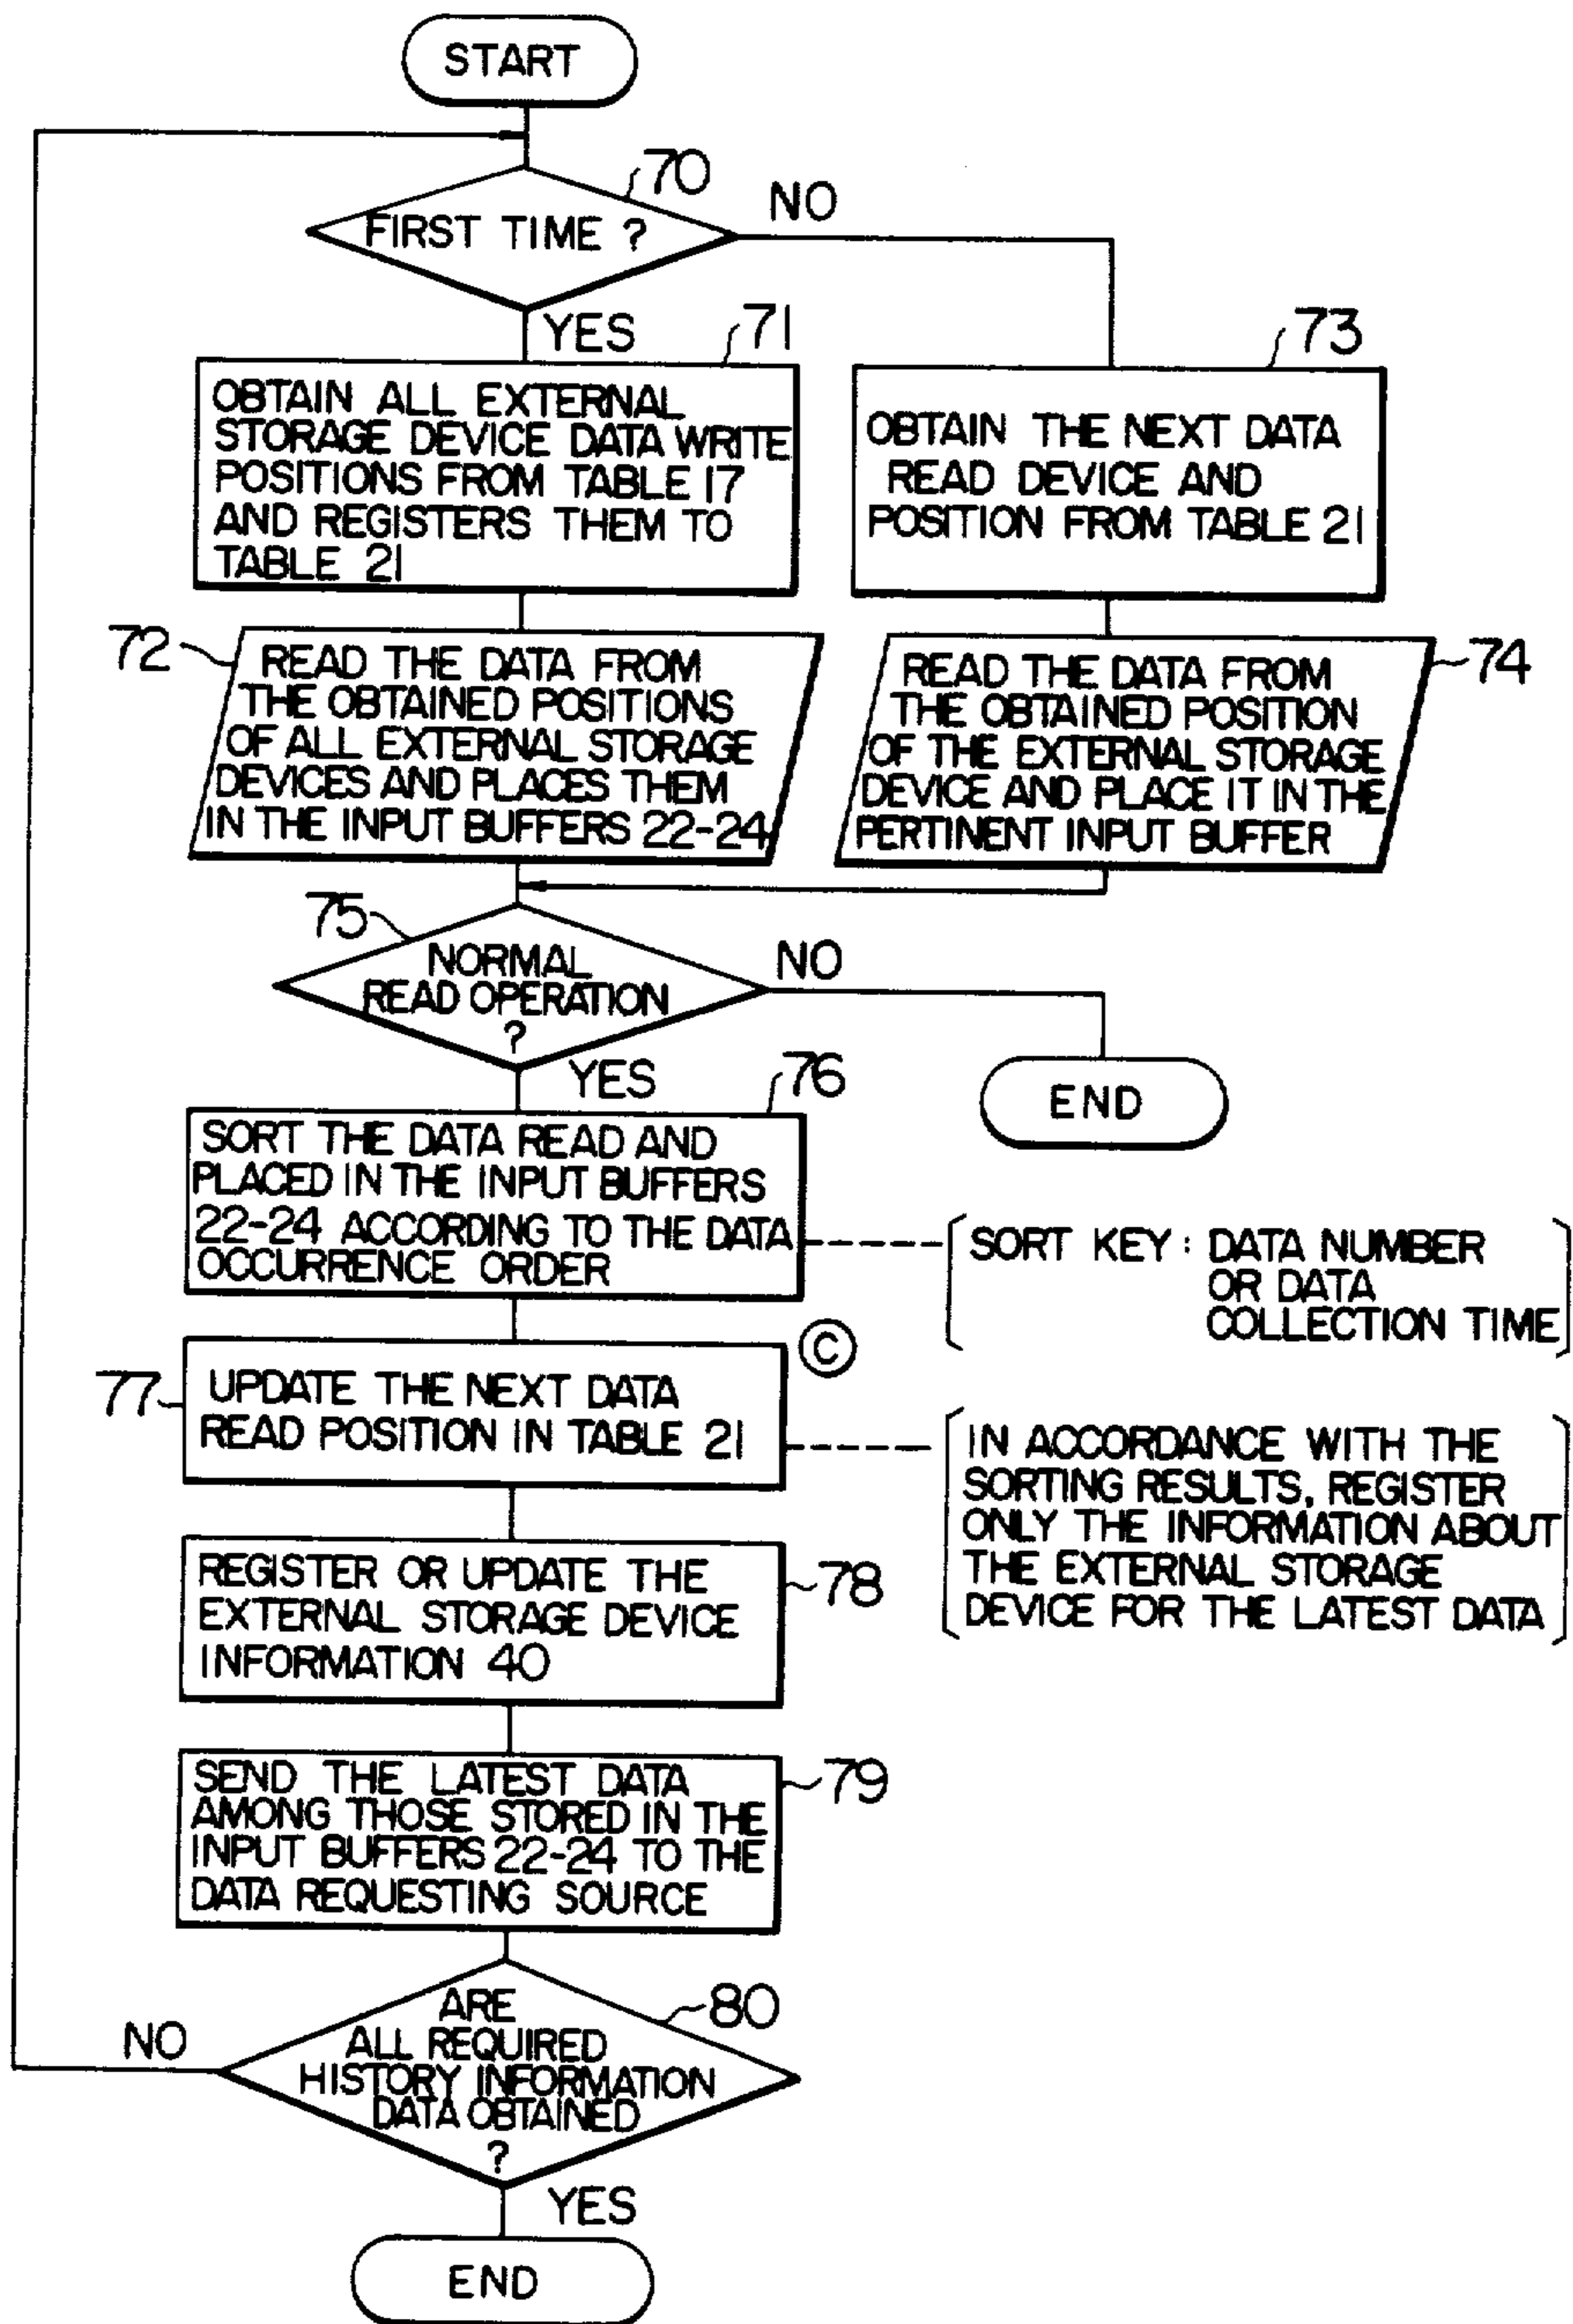 START
70
FIRST TIME ?
NO
YES
71
OBTAIN ALL EXTERNAL
STORAGE DEVICE DATA WRITE
POSITIONS FROM TABLE 17
AND REGISTERS THEM TO
TABLE 21
73
OBTAIN THE NEXT DATA
READ DEVICE AND
POSITION FROM TABLE 21
72
READ THE DATA FROM
THE OBTAINED POSITIONS
OF ALL EXTERNAL STORAGE
DEVICES AND PLACES THEM
IN THE INPUT BUFFERS 22-24
74
READ THE DATA FROM
THE OBTAINED POSITION
OF THE EXTERNAL STORAGE
DEVICE AND PLACE IT IN THE
PERTINENT INPUT BUFFER
75
NORMAL
READ OPERATION
?
NO
END
YES
76
SORT THE DATA READ AND
PLACED IN THE INPUT BUFFERS
22-24 ACCORDING TO THE DATA
OCCURRENCE ORDER
SORT KEY : DATA NUMBER
OR DATA
COLLECTION TIME
©
77
UPDATE THE NEXT DATA
READ POSITION IN TABLE 21
IN ACCORDANCE WITH THE
SORTING RESULTS, REGISTER
ONLY THE INFORMATION ABOUT
THE EXTERNAL STORAGE
DEVICE FOR THE LATEST DATA
78
REGISTER OR UPDATE THE
EXTERNAL STORAGE DEVICE
INFORMATION 40
79
SEND THE LATEST DATA
AMONG THOSE STORED IN THE
INPUT BUFFERS 22-24 TO THE
DATA REQUESTING SOURCE
80
ARE
ALL REQUIRED
HISTORY INFORMATION
DATA OBTAINED
?
NO
YES
END